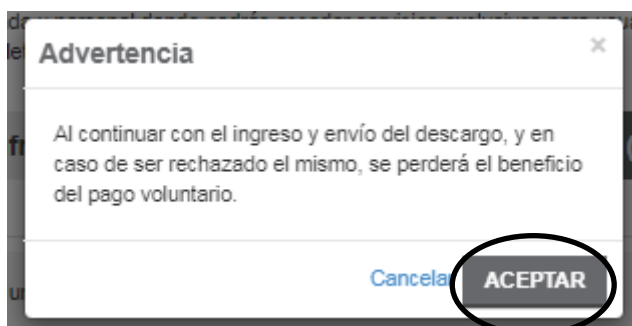 Advertencia ×
Al continuar con el ingreso y envío del descargo, y en
caso de ser rechazado el mismo, se perderá el beneficio
del pago voluntario.
Cancelar ACEPTAR